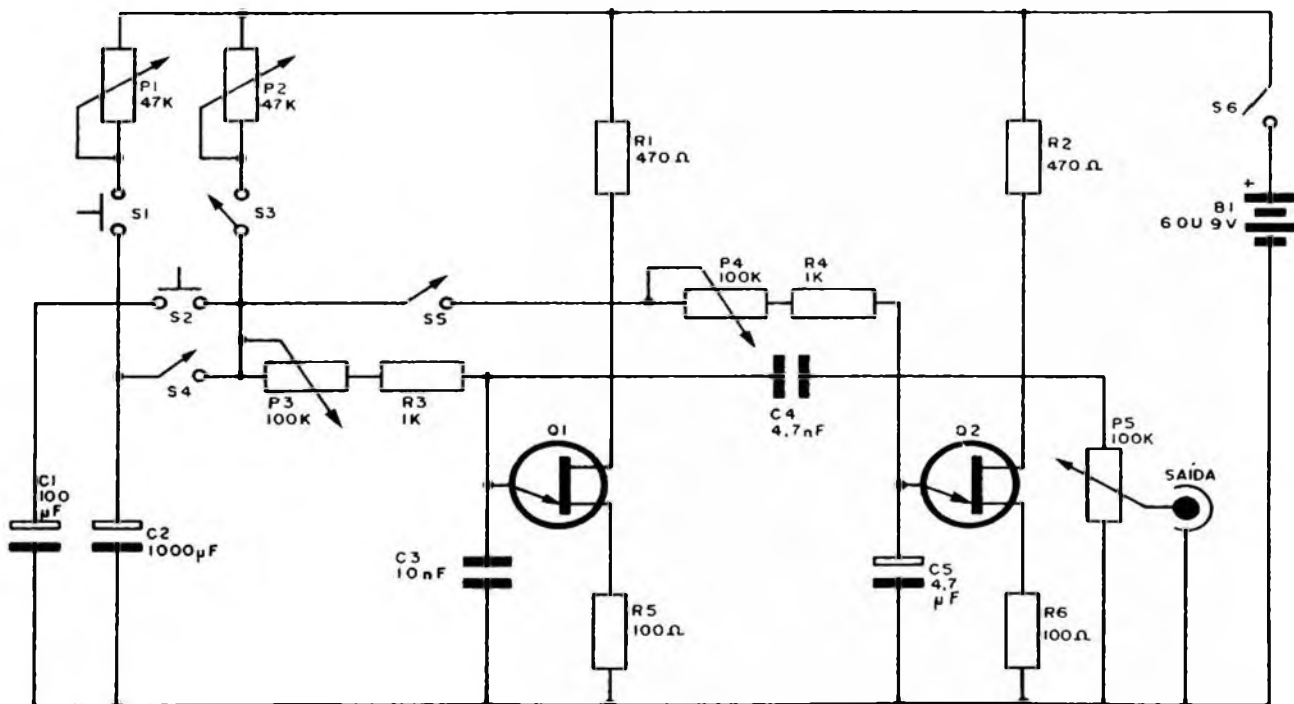 P1
47K
P2
47K
S1
S3
R1
470Ω
R2
470Ω
S6
+
B1
6 OU 9V
S2
S5
P4
100K
R4
1K
S4
P3
100K
R3
1K
C4
4,7nF
Q1
Q2
P5
100K
SAÍDA
C1
100
µF
C2
1000µF
C3
10nF
R5
100Ω
C5
4,7
µF
R6
100Ω